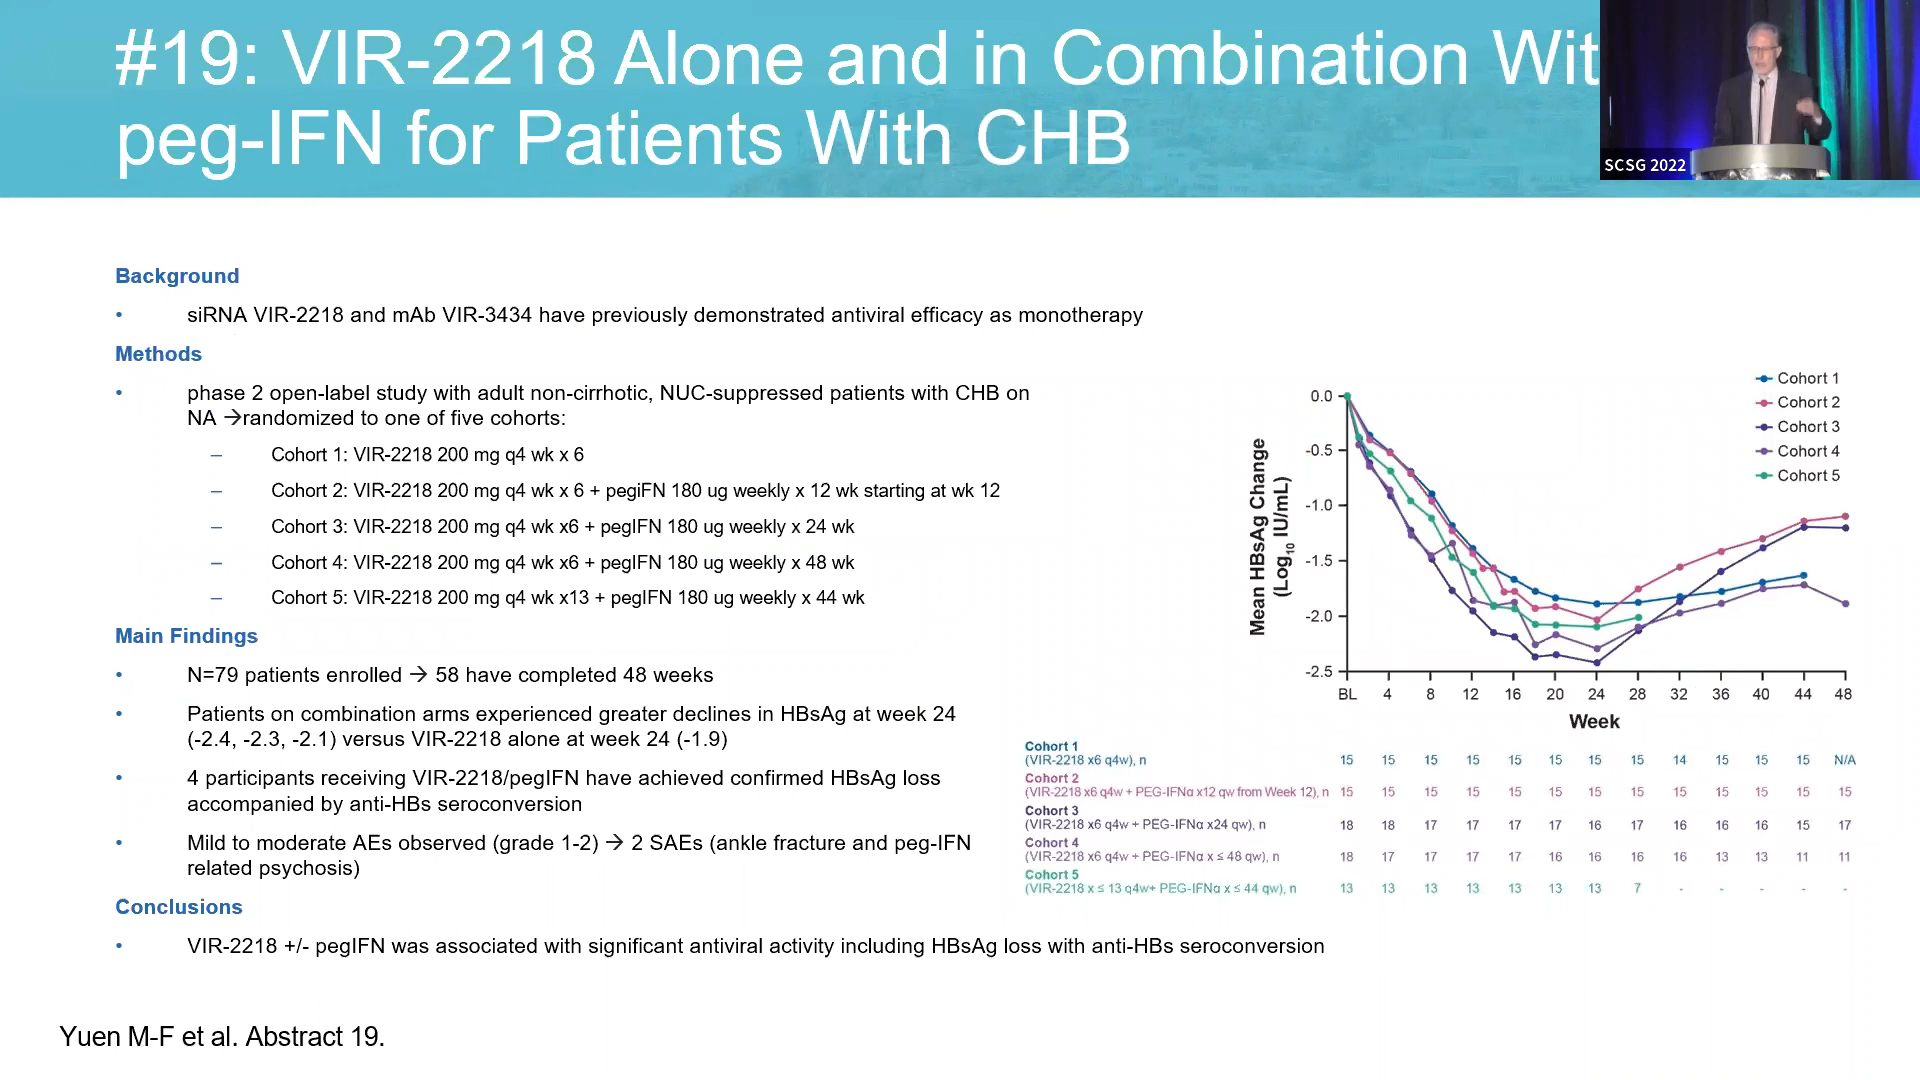 #19: VIR-2218 Alone and in Combination Wit
peg-IFN for Patients With CHB
SCSG 2022
Background
• siRNA VIR-2218 and mAb VIR-3434 have previously demonstrated antiviral efficacy as monotherapy
Methods
• phase 2 open-label study with adult non-cirrhotic, NUC-suppressed patients with CHB on
NA →randomized to one of five cohorts:
– Cohort 1: VIR-2218 200 mg q4 wk x 6
– Cohort 2: VIR-2218 200 mg q4 wk x 6 + pegiFN 180 ug weekly x 12 wk starting at wk 12
– Cohort 3: VIR-2218 200 mg q4 wk x6 + pegIFN 180 ug weekly x 24 wk
– Cohort 4: VIR-2218 200 mg q4 wk x6 + pegIFN 180 ug weekly x 48 wk
– Cohort 5: VIR-2218 200 mg q4 wk x13 + pegIFN 180 ug weekly x 44 wk
Main Findings
• N=79 patients enrolled → 58 have completed 48 weeks
• Patients on combination arms experienced greater declines in HBsAg at week 24
(-2.4, -2.3, -2.1) versus VIR-2218 alone at week 24 (-1.9)
• 4 participants receiving VIR-2218/pegIFN have achieved confirmed HBsAg loss
accompanied by anti-HBs seroconversion
• Mild to moderate AEs observed (grade 1-2) → 2 SAEs (ankle fracture and peg-IFN
related psychosis)
Conclusions
• VIR-2218 +/- pegIFN was associated with significant antiviral activity including HBsAg loss with anti-HBs seroconversion
Cohort 1
Cohort 2
Cohort 3
Cohort 4
Cohort 5
Mean HBsAg Change
(Log10 IU/mL)
0.0
-0.5
-1.0
-1.5
-2.0
-2.5
BL 4 8 12 16 20 24 28 32 36 40 44 48
Week
Cohort 1
(VIR-2218 x6 q4w), n 15 15 15 15 15 15 15 15 14 15 15 15 N/A
Cohort 2
(VIR-2218 x6 q4w + PEG-IFNα x12 qw from Week 12), n 15 15 15 15 15 15 15 15 15 15 15 15 15
Cohort 3
(VIR-2218 x6 q4w + PEG-IFNα x24 qw), n 18 18 17 17 17 17 16 17 16 16 16 15 17
Cohort 4
(VIR-2218 x6 q4w + PEG-IFNα x ≤ 48 qw), n 18 17 17 17 17 16 16 16 16 13 13 11 11
Cohort 5
(VIR-2218 x ≤ 13 q4w+ PEG-IFNα x ≤ 44 qw), n 13 13 13 13 13 13 13 7 - - - - -
Yuen M-F et al. Abstract 19.